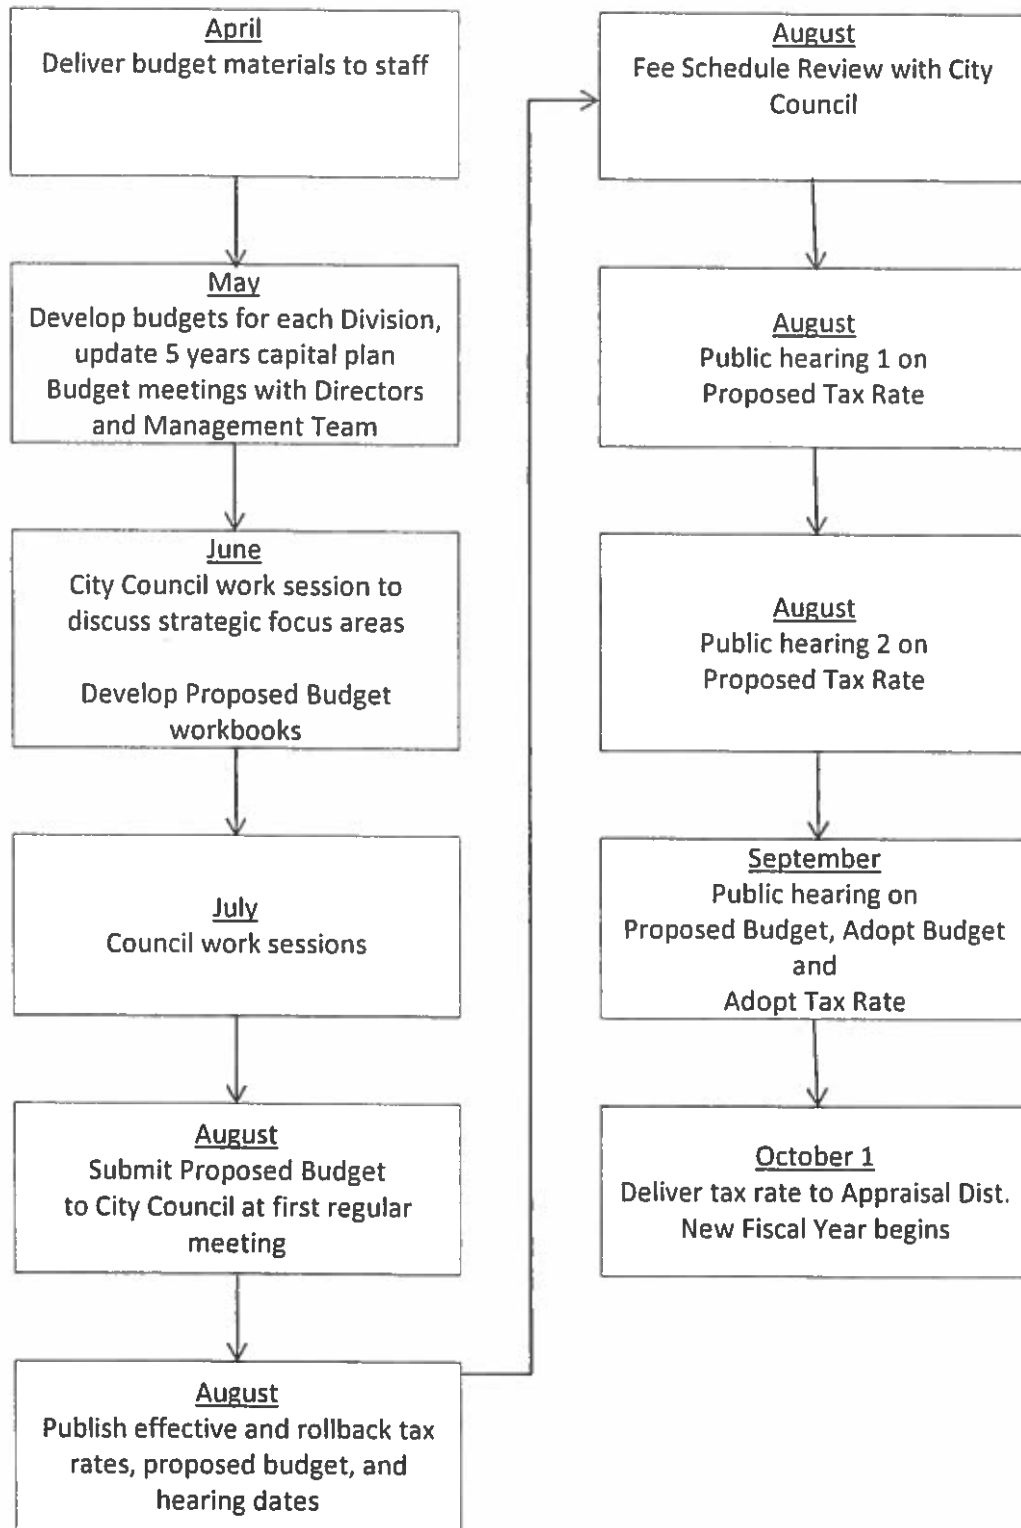 April
Deliver budget materials to staff
May
Develop budgets for each Division,
update 5 years capital plan
Budget meetings with Directors
and Management Team
June
City Council work session to
discuss strategic focus areas
Develop Proposed Budget
workbooks
July
Council work sessions
August
Submit Proposed Budget
to City Council at first regular
meeting
August
Publish effective and rollback tax
rates, proposed budget, and
hearing dates
August
Fee Schedule Review with City
Council
August
Public hearing 1 on
Proposed Tax Rate
August
Public hearing 2 on
Proposed Tax Rate
September
Public hearing on
Proposed Budget, Adopt Budget
and
Adopt Tax Rate
October 1
Deliver tax rate to Appraisal Dist.
New Fiscal Year begins